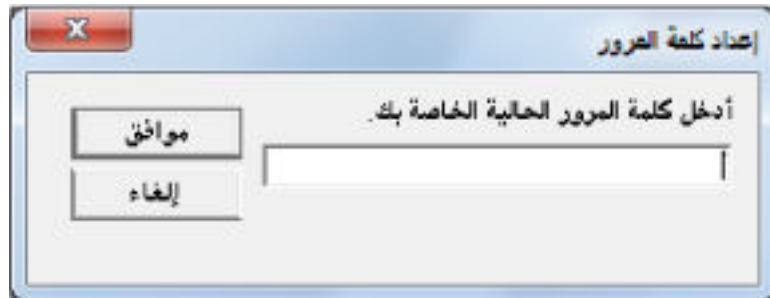 إعداد كلمة المرور
أدخل كلمة المرور الحالية الخاصة بك.
موافق
إلغاء